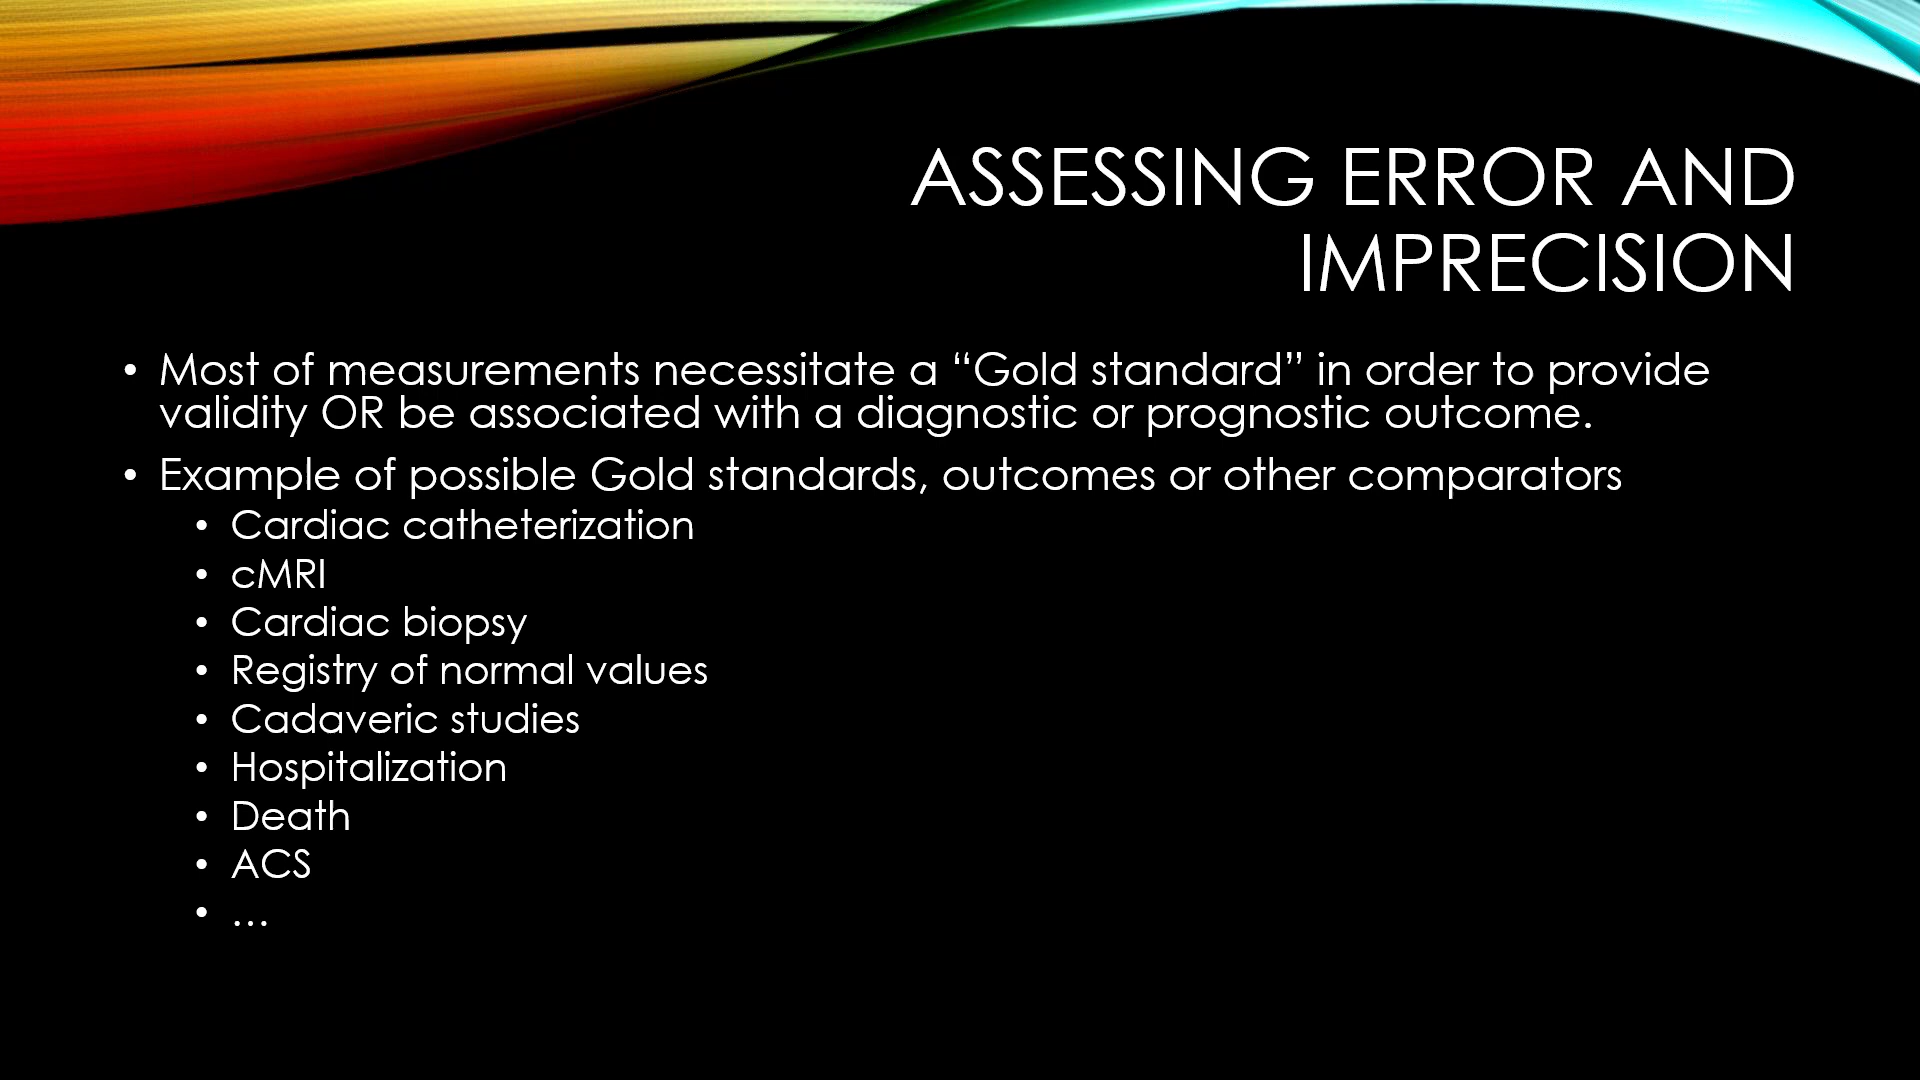 ASSESSING ERROR AND
IMPRECISION
• Most of measurements necessitate a “Gold standard” in order to provide
validity OR be associated with a diagnostic or prognostic outcome.
• Example of possible Gold standards, outcomes or other comparators
• Cardiac catheterization
• cMRI
• Cardiac biopsy
• Registry of normal values
• Cadaveric studies
• Hospitalization
• Death
• ACS
• …